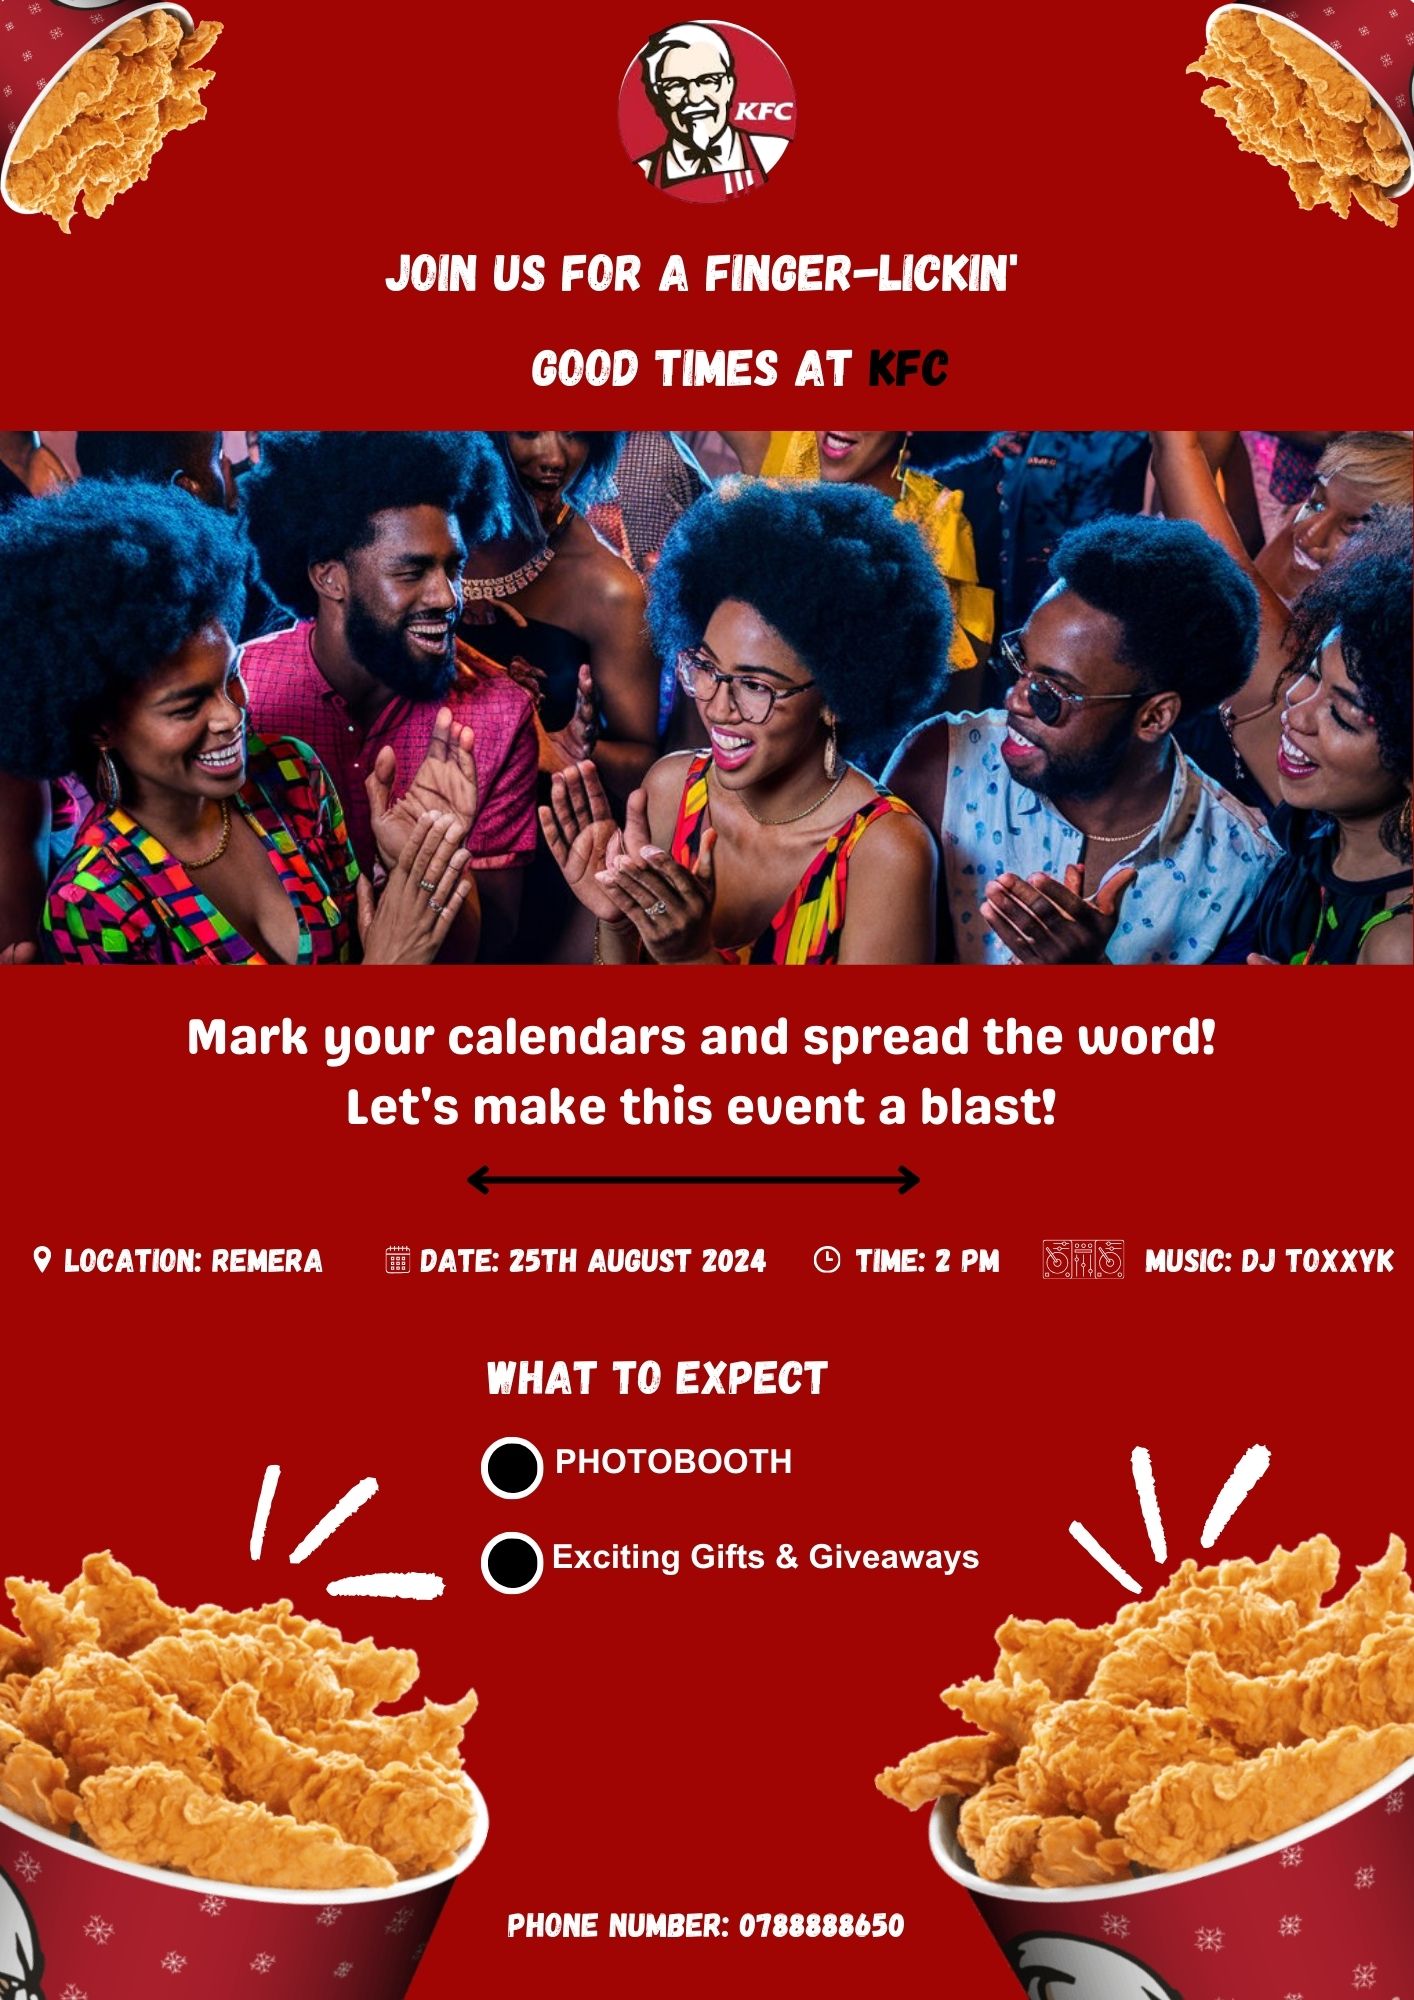 KFC
JOIN US FOR A FINGER-LICKIN'
GOOD TIMES AT KFC
Mark your calendars and spread the word!
Let's make this event a blast!
LOCATION: REMERA DATE: 25TH AUGUST 2024 TIME: 2 PM MUSIC: DJ TOXXYK
WHAT TO EXPECT
PHOTOBOOTH
Exciting Gifts & Giveaways
PHONE NUMBER: 0788888650